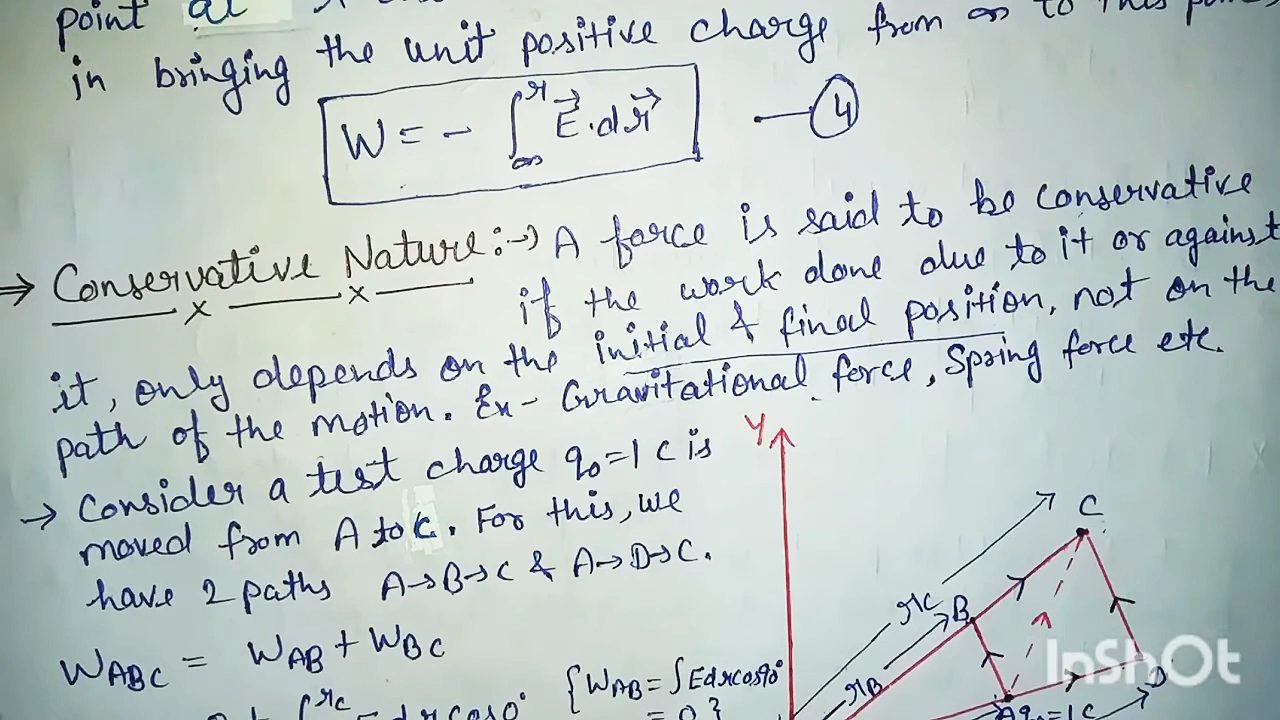 point at
in bringing the unit positive charge from ∞ to this point
W = - ∫∞^r E⃗.dr⃗ — 4
⇒ Conservative Nature:→ A force is said to be conservative
if the work done due to it or against
it, only depends on the initial & final position, not on the
path of the motion. Ex- Gravitational force, Spring force etc.
→ Consider a test charge q₀=1 C is
moved from A to C. For this, we
have 2 paths A→B→C & A→D→C.
W_ABC = W_AB + W_BC
{W_AB = ∫Edrcos90°
= 0}
drcos0°
r_C
Y
C
r_C
B
r_B
D
A q₀=1C
InShOt